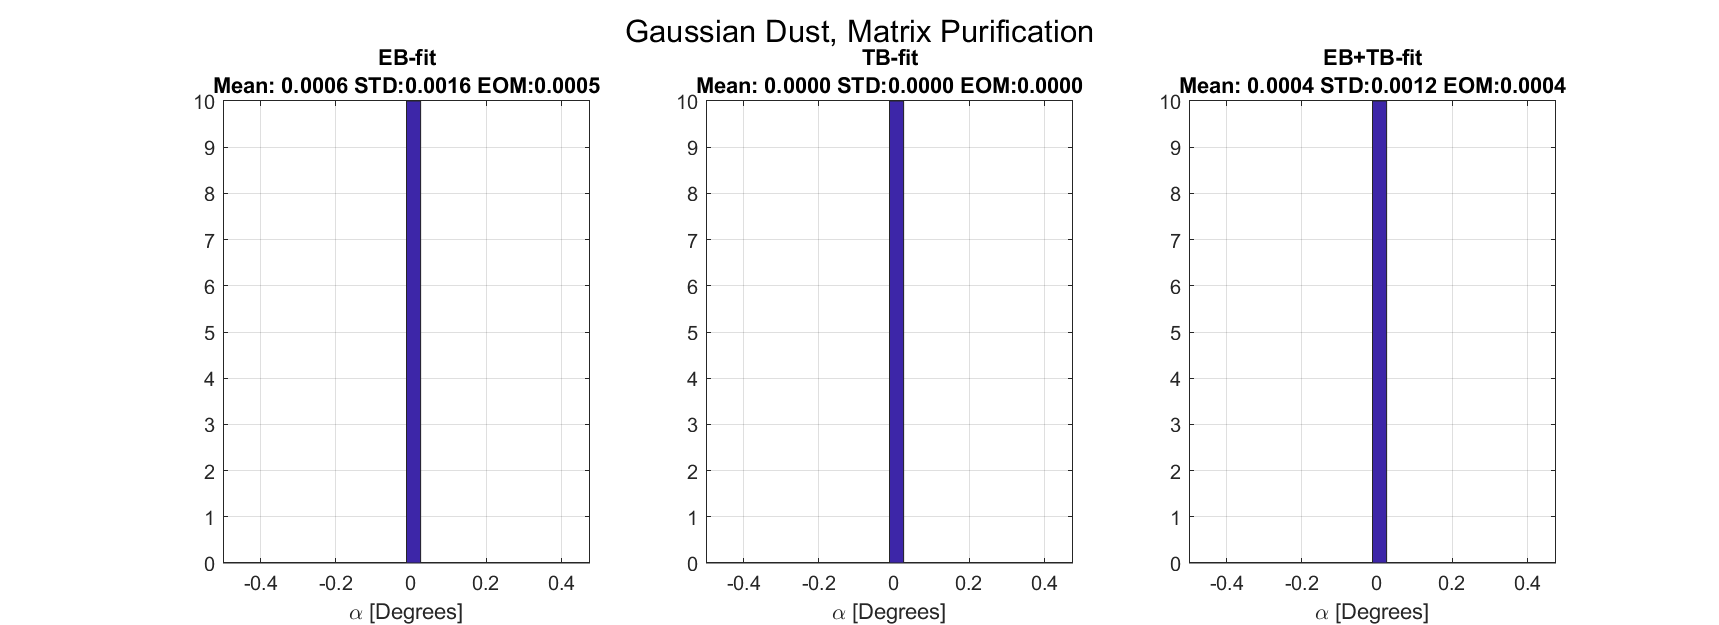 Gaussian Dust, Matrix Purification
EB-fit
Mean: 0.0006 STD:0.0016 EOM:0.0005
10
9
8
7
6
5
4
3
2
1
0
-0.4 -0.2 0 0.2 0.4
α [Degrees]
TB-fit
Mean: 0.0000 STD:0.0000 EOM:0.0000
10
9
8
7
6
5
4
3
2
1
0
-0.4 -0.2 0 0.2 0.4
α [Degrees]
EB+TB-fit
Mean: 0.0004 STD:0.0012 EOM:0.0004
10
9
8
7
6
5
4
3
2
1
0
-0.4 -0.2 0 0.2 0.4
α [Degrees]